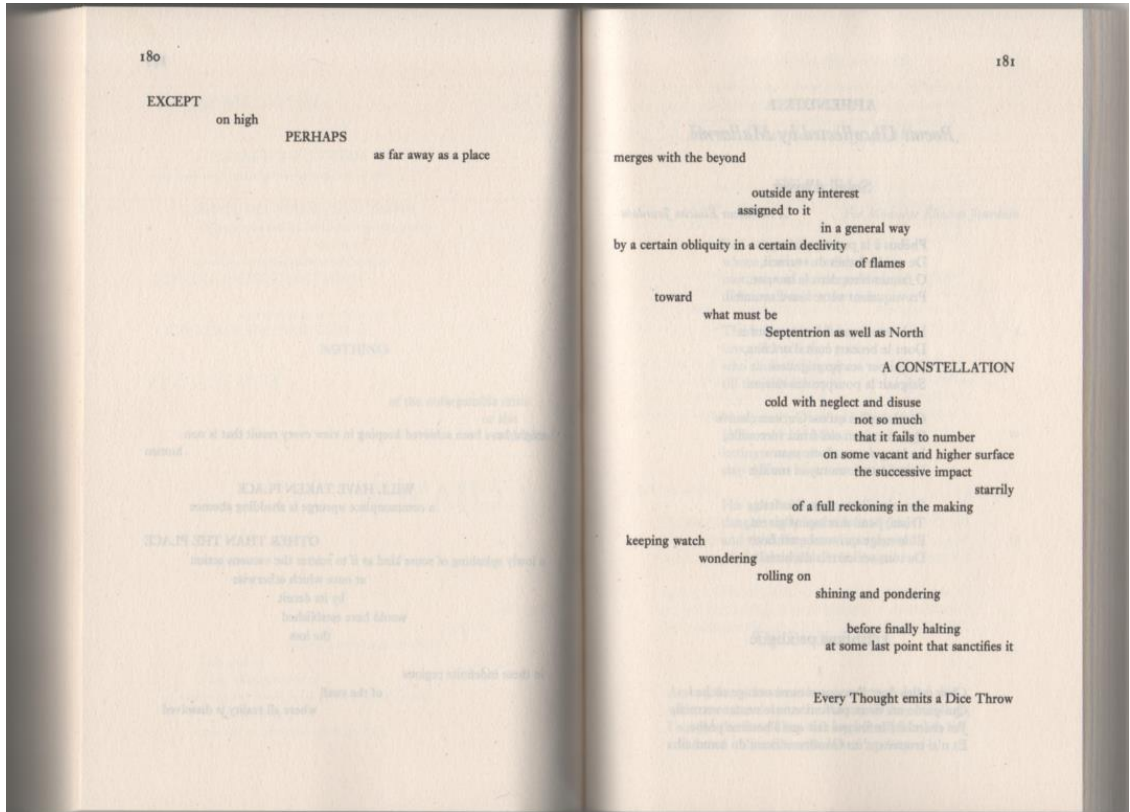 180
EXCEPT
on high
PERHAPS
as far away as a place
181
merges with the beyond
outside any interest
assigned to it
in a general way
by a certain obliquity in a certain declivity
of flames
toward
what must be
Septentrion as well as North
A CONSTELLATION
cold with neglect and disuse
not so much
that it fails to number
on some vacant and higher surface
the successive impact
starrily
of a full reckoning in the making
keeping watch
wondering
rolling on
shining and pondering
before finally halting
at some last point that sanctifies it
Every Thought emits a Dice Throw